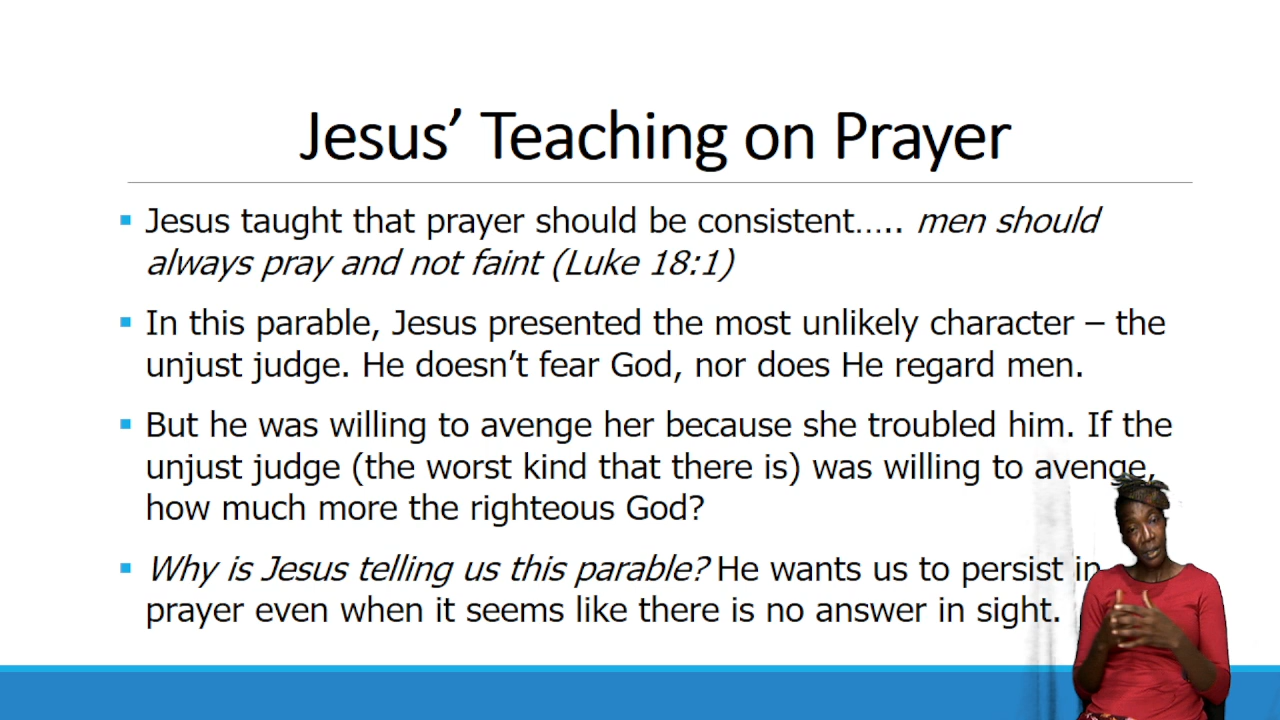 Jesus’ Teaching on Prayer
Jesus taught that prayer should be consistent….. men should
always pray and not faint (Luke 18:1)
In this parable, Jesus presented the most unlikely character – the
unjust judge. He doesn’t fear God, nor does He regard men.
But he was willing to avenge her because she troubled him. If the
unjust judge (the worst kind that there is) was willing to avenge,
how much more the righteous God?
Why is Jesus telling us this parable? He wants us to persist in
prayer even when it seems like there is no answer in sight.